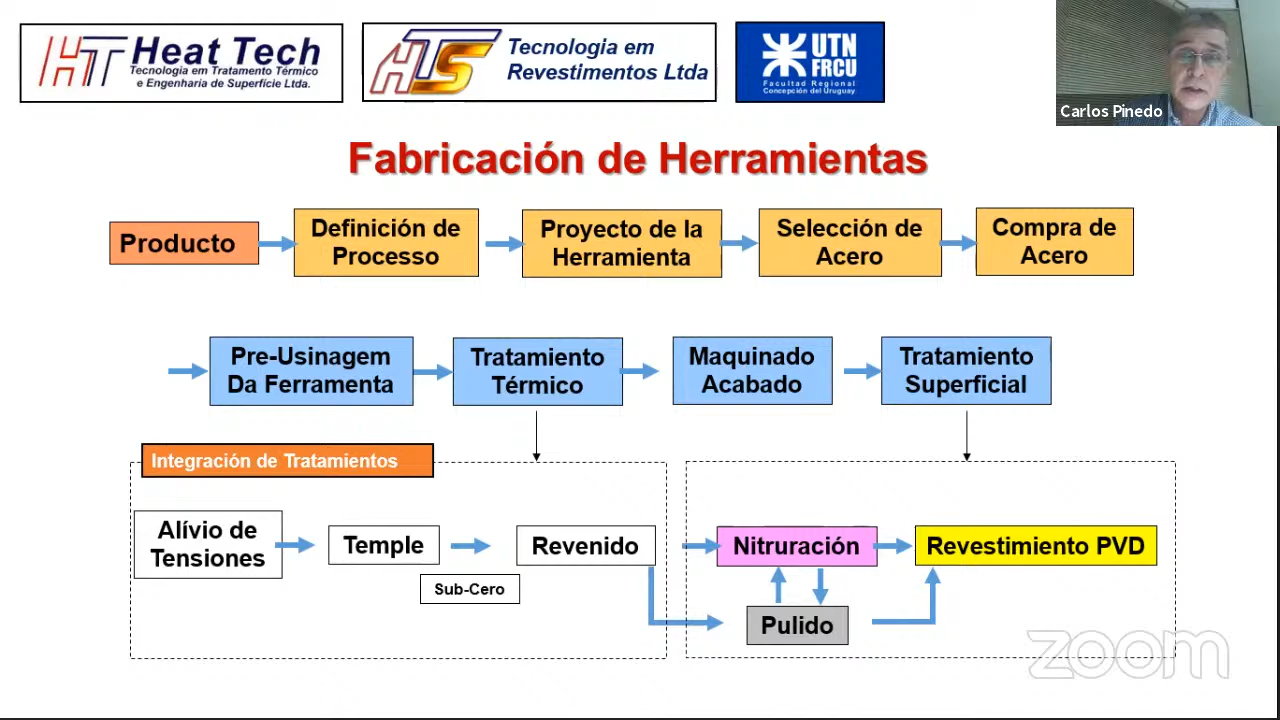 HT Heat Tech
Tecnologia em Tratamento Térmico
e Engenharia de Superfície Ltda.
HTS Tecnologia em
Revestimentos Ltda
UTN
FRCU
Facultad Regional
Concepción del Uruguay
Carlos Pinedo
Fabricación de Herramientas
Producto
Definición de
Processo
Proyecto de la
Herramienta
Selección de
Acero
Compra de
Acero
Pre-Usinagem
Da Ferramenta
Tratamiento
Térmico
Maquinado
Acabado
Tratamiento
Superficial
Integración de Tratamientos
Alívio de
Tensiones
Temple
Sub-Cero
Revenido
Nitruración
Revestimiento PVD
Pulido
zoom